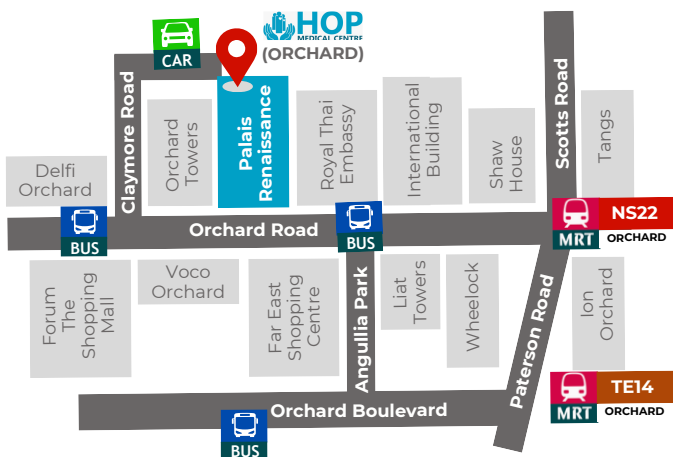 HOP
MEDICAL CENTRE
(ORCHARD)
CAR
Claymore Road
Orchard
Towers
Palais
Renaissance
Royal Thai
Embassy
International
Building
Shaw
House
Scotts Road
Tangs
Delfi
Orchard
BUS
Orchard Road
BUS
MRT
NS22
ORCHARD
Forum
The
Shopping
Mall
Voco
Orchard
Far East
Shopping
Centre
Angullia Park
Liat
Towers
Wheelock
Paterson Road
Ion
Orchard
MRT
TE14
ORCHARD
Orchard Boulevard
BUS